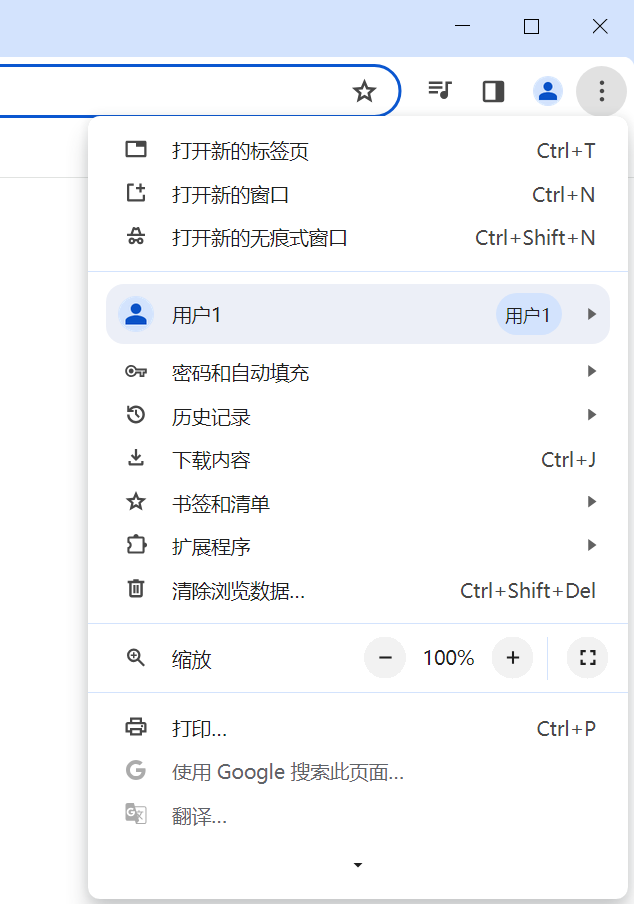 打开新的标签页 Ctrl+T
打开新的窗口 Ctrl+N
打开新的无痕式窗口 Ctrl+Shift+N
用户1 用户1
密码和自动填充
历史记录
下载内容 Ctrl+J
书签和清单
扩展程序
清除浏览数据... Ctrl+Shift+Del
缩放 − 100% +
打印... Ctrl+P
使用 Google 搜索此页面...
翻译...